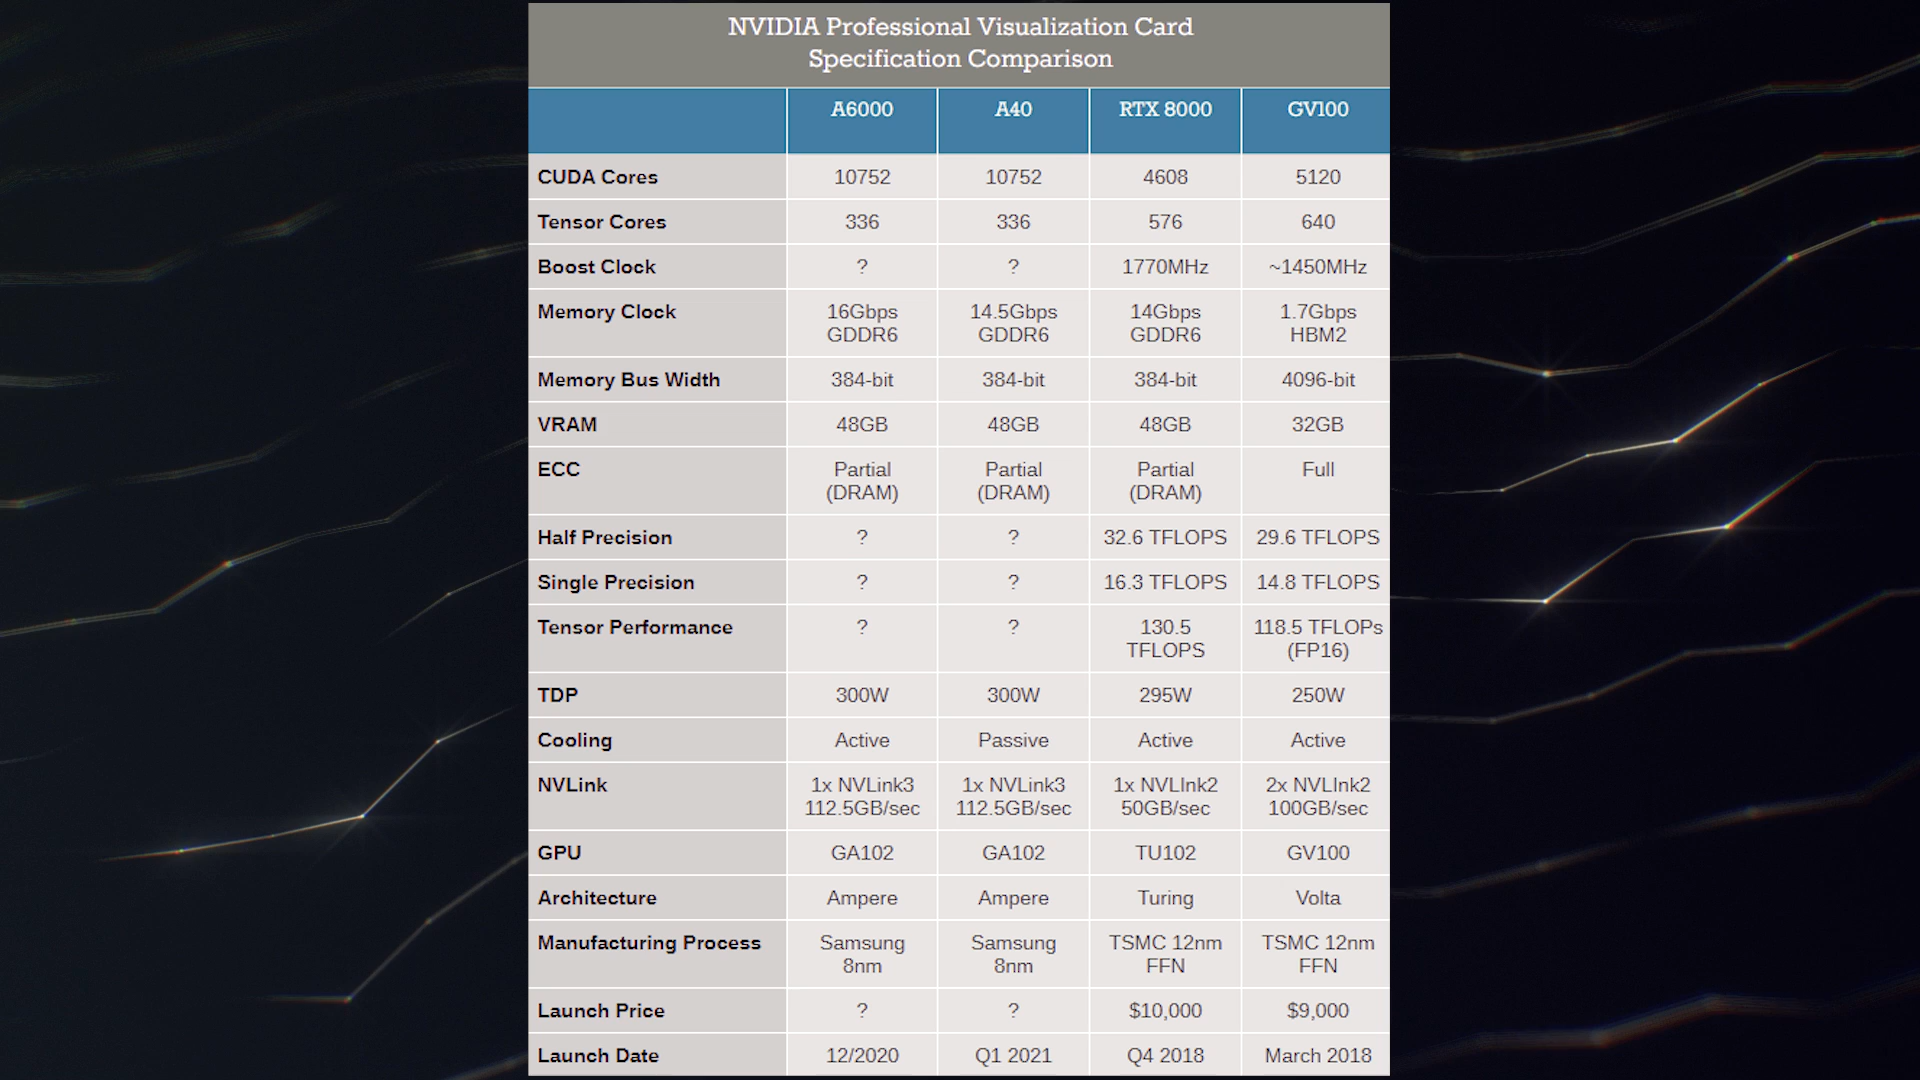 NVIDIA Professional Visualization Card
Specification Comparison
A6000 A40 RTX 8000 GV100
CUDA Cores 10752 10752 4608 5120
Tensor Cores 336 336 576 640
Boost Clock ? ? 1770MHz ~1450MHz
Memory Clock 16Gbps 14.5Gbps 14Gbps 1.7Gbps
GDDR6 GDDR6 GDDR6 HBM2
Memory Bus Width 384-bit 384-bit 384-bit 4096-bit
VRAM 48GB 48GB 48GB 32GB
ECC Partial Partial Partial Full
(DRAM) (DRAM) (DRAM)
Half Precision ? ? 32.6 TFLOPS 29.6 TFLOPS
Single Precision ? ? 16.3 TFLOPS 14.8 TFLOPS
Tensor Performance ? ? 130.5 118.5 TFLOPs
TFLOPS (FP16)
TDP 300W 300W 295W 250W
Cooling Active Passive Active Active
NVLink 1x NVLink3 1x NVLink3 1x NVLInk2 2x NVLInk2
112.5GB/sec 112.5GB/sec 50GB/sec 100GB/sec
GPU GA102 GA102 TU102 GV100
Architecture Ampere Ampere Turing Volta
Manufacturing Process Samsung Samsung TSMC 12nm TSMC 12nm
8nm 8nm FFN FFN
Launch Price ? ? $10,000 $9,000
Launch Date 12/2020 Q1 2021 Q4 2018 March 2018